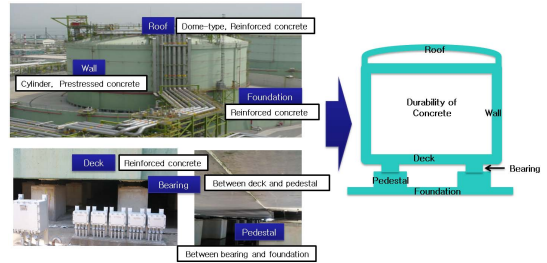 Roof
Dome-type, Reinforced concrete
Wall
Cylinder, Prestressed concrete
Foundation
Reinforced concrete
Deck
Reinforced concrete
Bearing
Between deck and pedestal
Pedestal
Between bearing and foundation
Roof
Durability of
Concrete
Wall
Deck
Bearing
Pedestal
Foundation